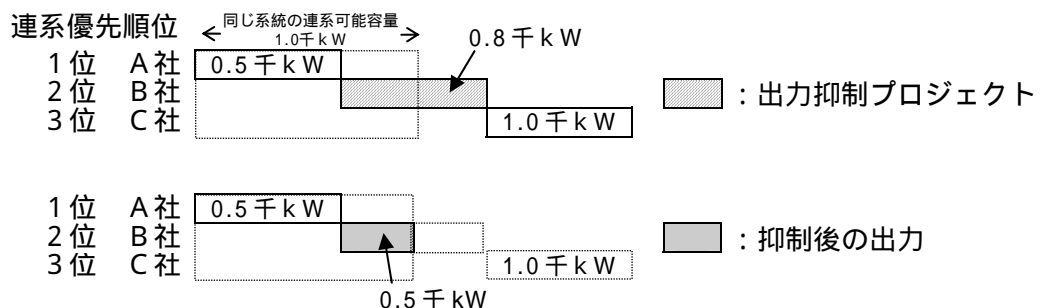 連系優先順位
同じ系統の連系可能容量
1.0千ｋＷ
0.8千ｋW
1位 A社 0.5千ｋW
2位 B社
3位 C社 1.0千ｋW
：出力抑制プロジェクト
1位 A社 0.5千ｋW
2位 B社
3位 C社 1.0千ｋW
：抑制後の出力
0.5千kW